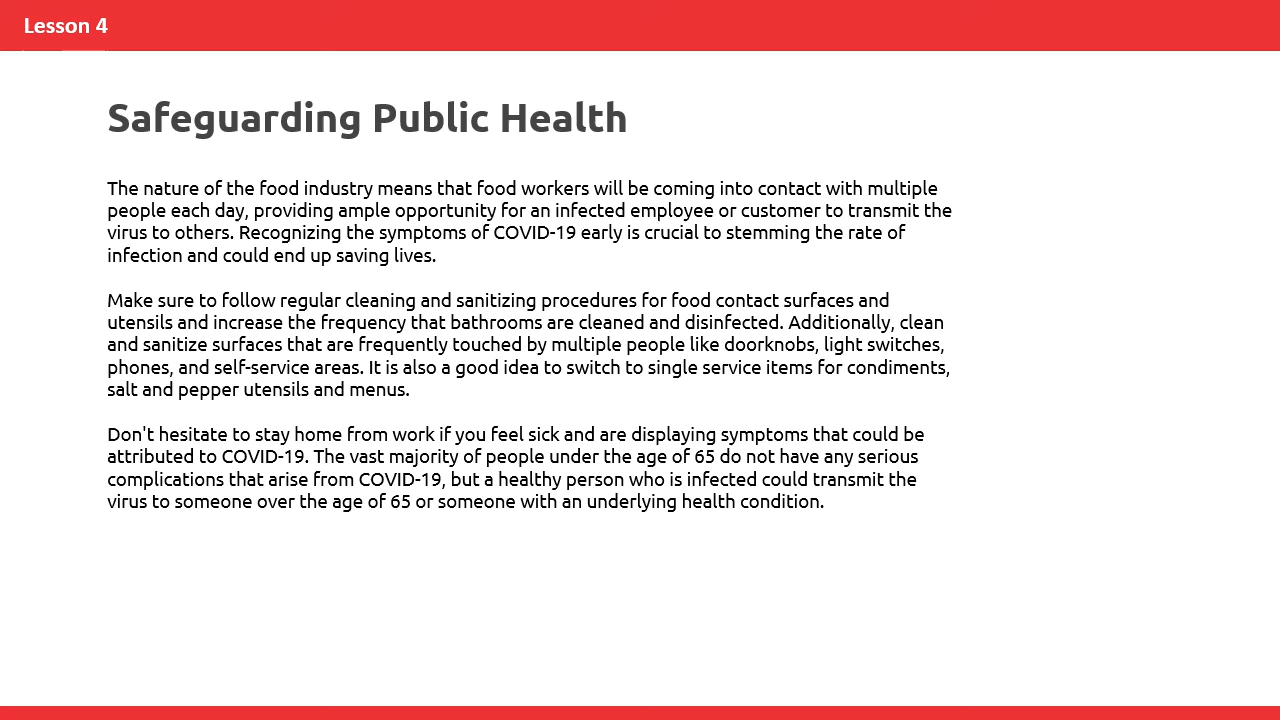 Lesson 4
Safeguarding Public Health
The nature of the food industry means that food workers will be coming into contact with multiple
people each day, providing ample opportunity for an infected employee or customer to transmit the
virus to others. Recognizing the symptoms of COVID-19 early is crucial to stemming the rate of
infection and could end up saving lives.
Make sure to follow regular cleaning and sanitizing procedures for food contact surfaces and
utensils and increase the frequency that bathrooms are cleaned and disinfected. Additionally, clean
and sanitize surfaces that are frequently touched by multiple people like doorknobs, light switches,
phones, and self-service areas. It is also a good idea to switch to single service items for condiments,
salt and pepper utensils and menus.
Don't hesitate to stay home from work if you feel sick and are displaying symptoms that could be
attributed to COVID-19. The vast majority of people under the age of 65 do not have any serious
complications that arise from COVID-19, but a healthy person who is infected could transmit the
virus to someone over the age of 65 or someone with an underlying health condition.